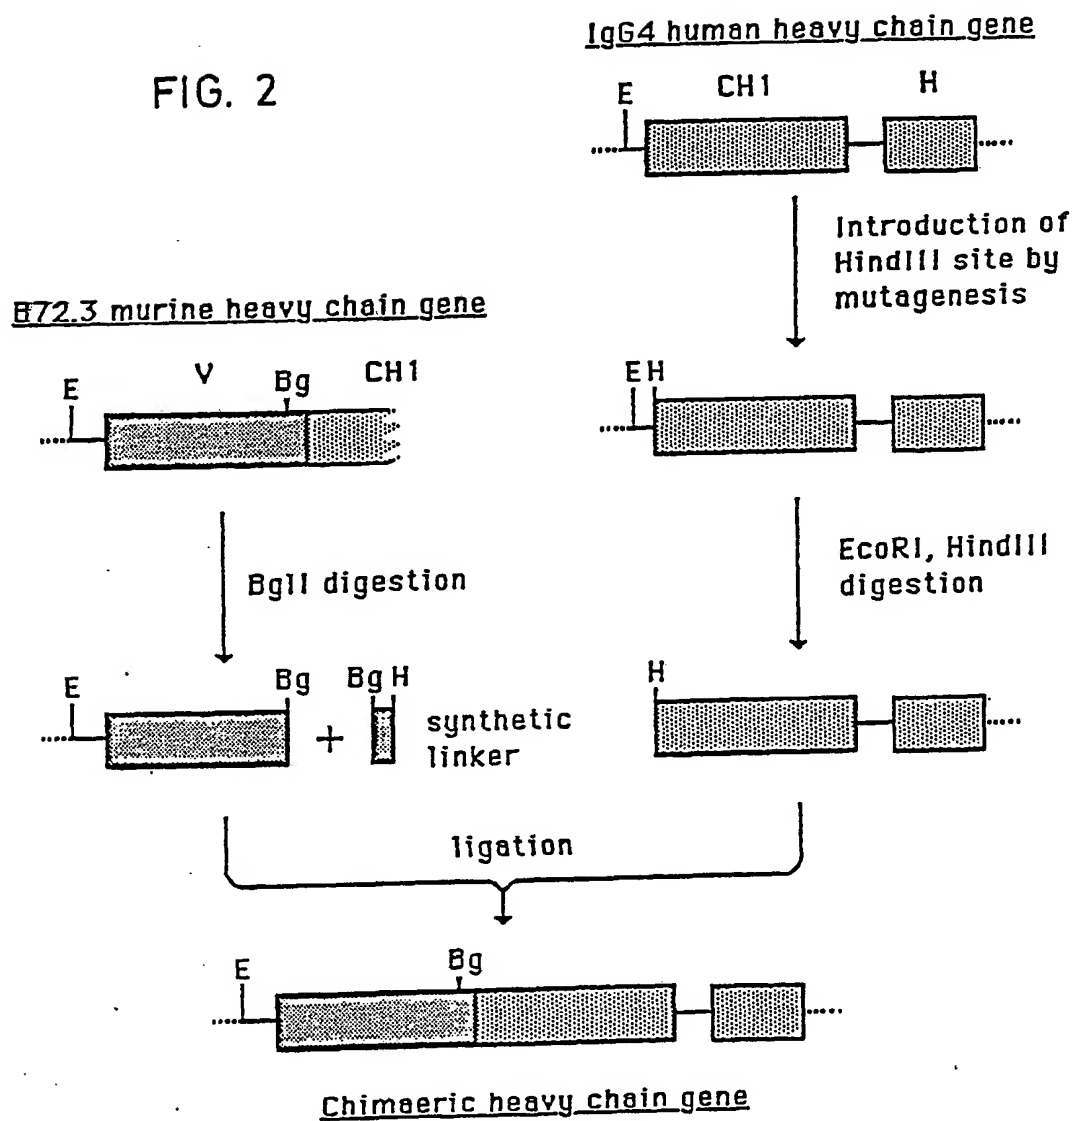 IgG4 human heavy chain gene
FIG. 2
E CH1 H
Introduction of
HindIII site by
mutagenesis
B72.3 murine heavy chain gene
E V Bg CH1
E H
EcoRI, HindIII
digestion
BglI digestion
E Bg Bg H
+ synthetic
linker
H
ligation
E Bg
Chimaeric heavy chain gene